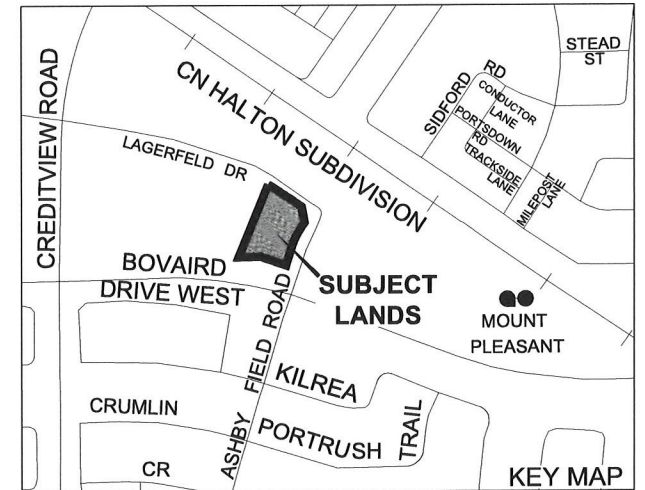 STEAD
ST
SIDFORD RD
CONDUCTOR
LANE
PORTSDOWN
RD
TRACKSIDE
LANE
MILEPOST
LANE
CREDITVIEW ROAD
CN HALTON SUBDIVISION
LAGERFELD DR
BOVAIRD
DRIVE WEST
SUBJECT
LANDS
MOUNT
PLEASANT
ASHBY FIELD ROAD
KILREA
CRUMLIN
PORTRUSH
TRAIL
CR
KEY MAP